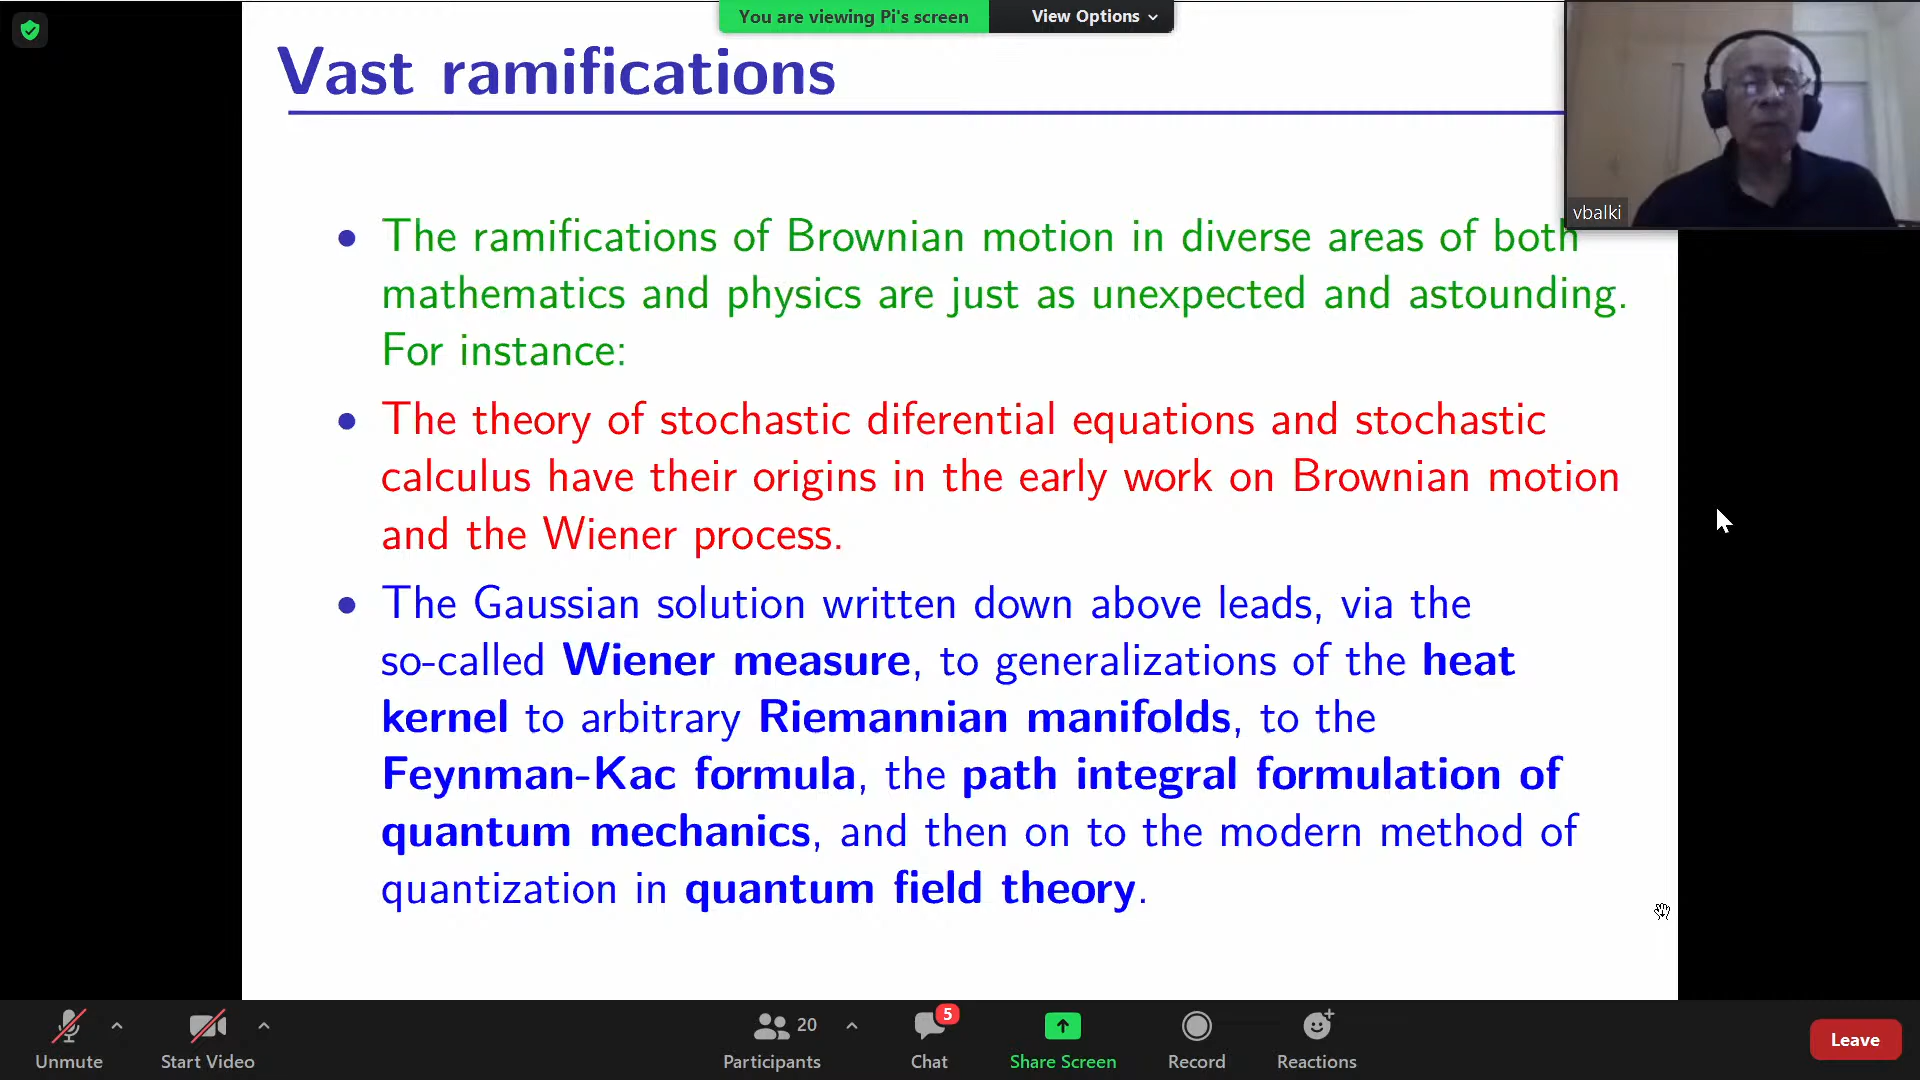 You are viewing Pi's screen
View Options
Vast ramifications
vbalki
• The ramifications of Brownian motion in diverse areas of both
mathematics and physics are just as unexpected and astounding.
For instance:
• The theory of stochastic diferential equations and stochastic
calculus have their origins in the early work on Brownian motion
and the Wiener process.
• The Gaussian solution written down above leads, via the
so-called Wiener measure, to generalizations of the heat
kernel to arbitrary Riemannian manifolds, to the
Feynman-Kac formula, the path integral formulation of
quantum mechanics, and then on to the modern method of
quantization in quantum field theory.
Unmute
Start Video
20
Participants
5
Chat
Share Screen
Record
Reactions
Leave